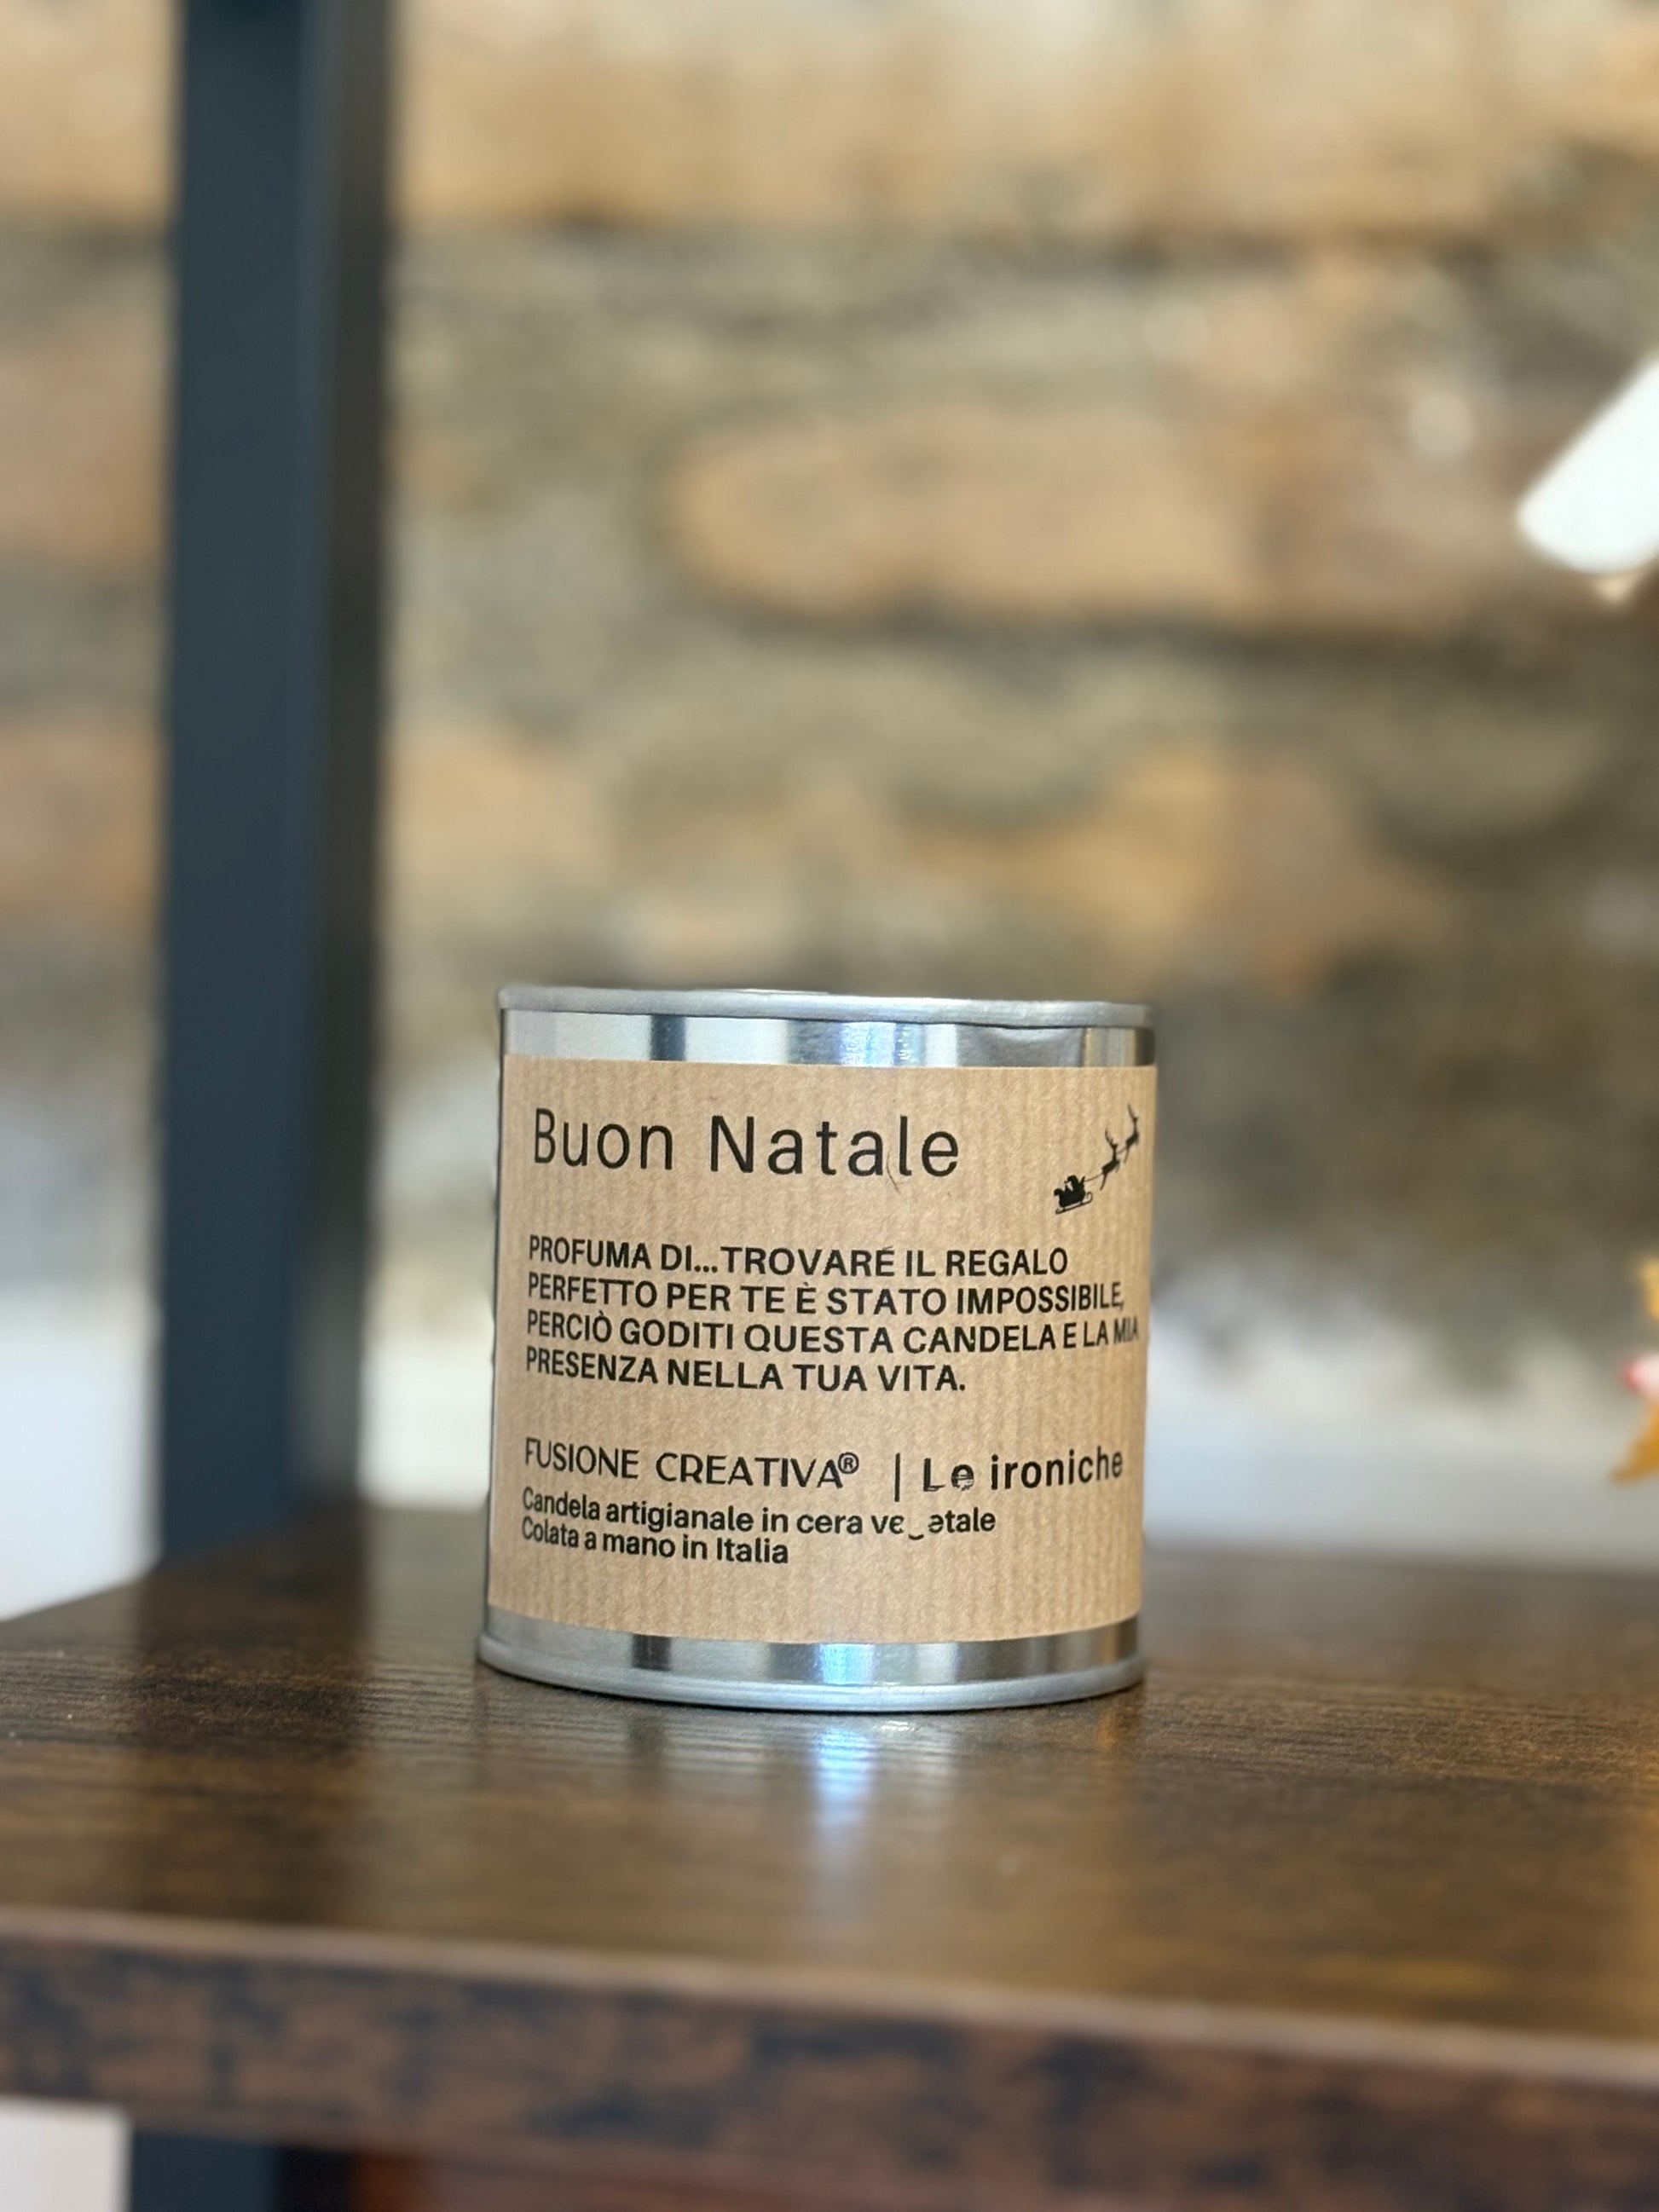 Buon Natale
PROFUMA DI...TROVARE IL REGALO
PERFETTO PER TE È STATO IMPOSSIBILE,
PERCIÒ GODITI QUESTA CANDELA E LA MIA
PRESENZA NELLA TUA VITA.
FUSIONE CREATIVA® | Le ironiche
Candela artigianale in cera
Colata a mano in Italia